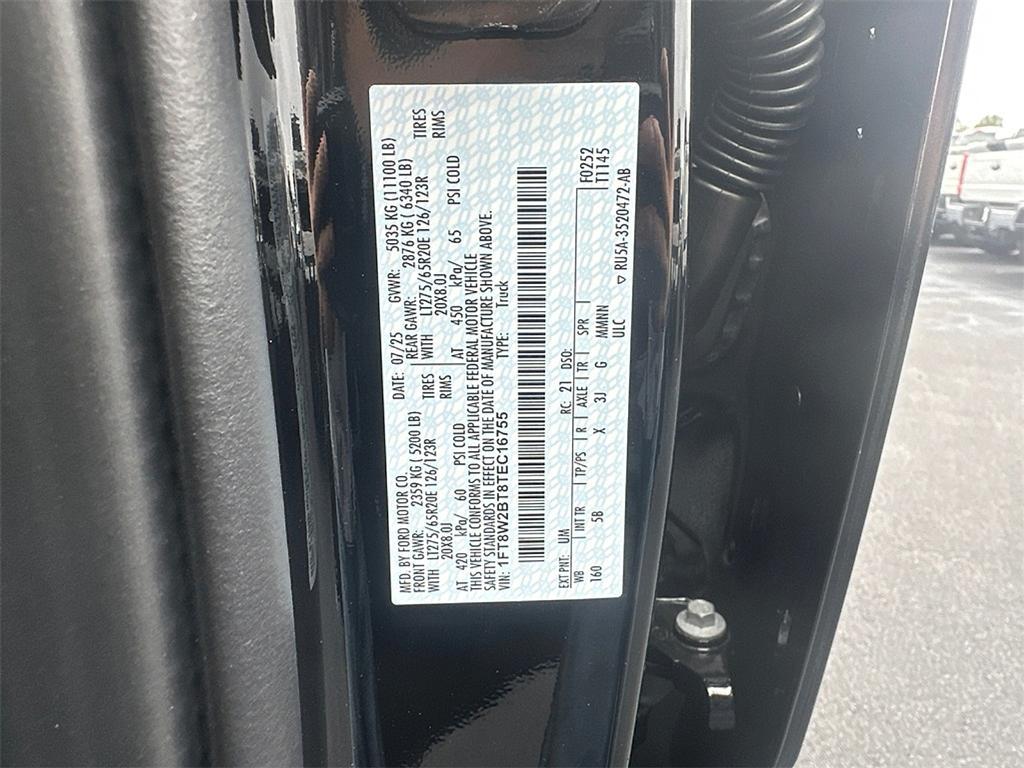 MFD. BY FORD MOTOR CO. DATE: 07/25 GVWR: 5035 KG (11100 LB)
FRONT GAWR: 2359 KG (5200 LB) REAR GAWR: 2876 KG (6340 LB)
WITH LT275/65R20E 126/123R TIRES WITH LT275/65R20E 126/123R TIRES
20X8.0J RIMS 20X8.0J RIMS
AT 420 kPa/ 60 PSI COLD AT 450 kPa/ 65 PSI COLD
THIS VEHICLE CONFORMS TO ALL APPLICABLE FEDERAL MOTOR VEHICLE
SAFETY STANDARDS IN EFFECT ON THE DATE OF MANUFACTURE SHOWN ABOVE.
VIN: 1FT8W2BT8TEC16755 TYPE: Truck
F0252
EXT PNT: UM RC: 21 DSO: T1145
WB INT TR TP/PS R AXLE TR SPR
160 5B X 3J G MMNN
ULC ▽ RU5A-3520472-AB